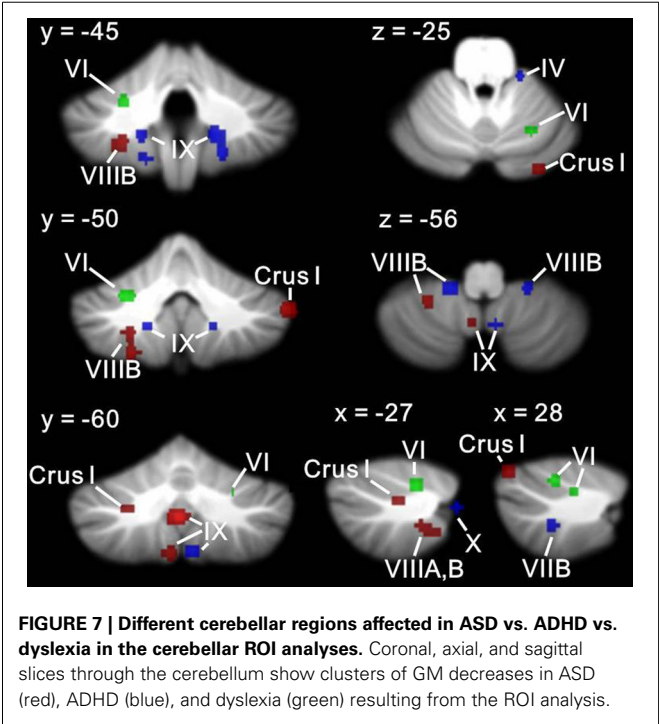 y = -45
z = -25
VI
IV
VI
IX
Crus I
VIIIB
y = -50
z = -56
VI
Crus I
VIIIB
VIIIB
IX
IX
VIIIB
y = -60
x = -27
x = 28
Crus I
VI
VI
Crus I
VI
Crus I
IX
X
VIIIA,B
VIIB
FIGURE 7 | Different cerebellar regions affected in ASD vs. ADHD vs.
dyslexia in the cerebellar ROI analyses. Coronal, axial, and sagittal
slices through the cerebellum show clusters of GM decreases in ASD
(red), ADHD (blue), and dyslexia (green) resulting from the ROI analysis.